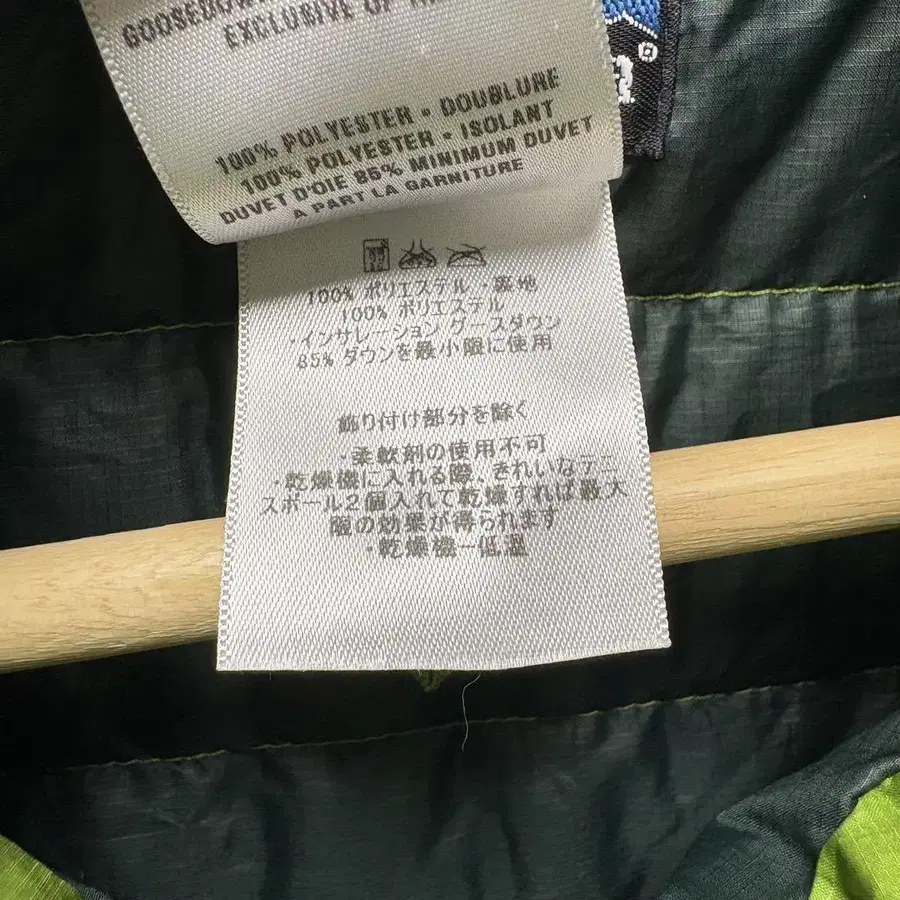 GOOSEDOW
EXCLUSIVE OF
100% POLYESTER • DOUBLURE
100% POLYESTER • ISOLANT
DUVET D'OIE 85% MINIMUM DUVET
A PART LA GARNITURE
®
100% ポリエステル・裏地
100% ポリエステル
・インサレーション グースダウン
85% ダウンを最小限に使用
飾り付け部分を除く
・柔軟剤の使用不可
・乾燥機に入れる際、きれいなテニ
スボール2個入れて乾燥すれば最大
限の効果が得られます
・乾燥機－低温